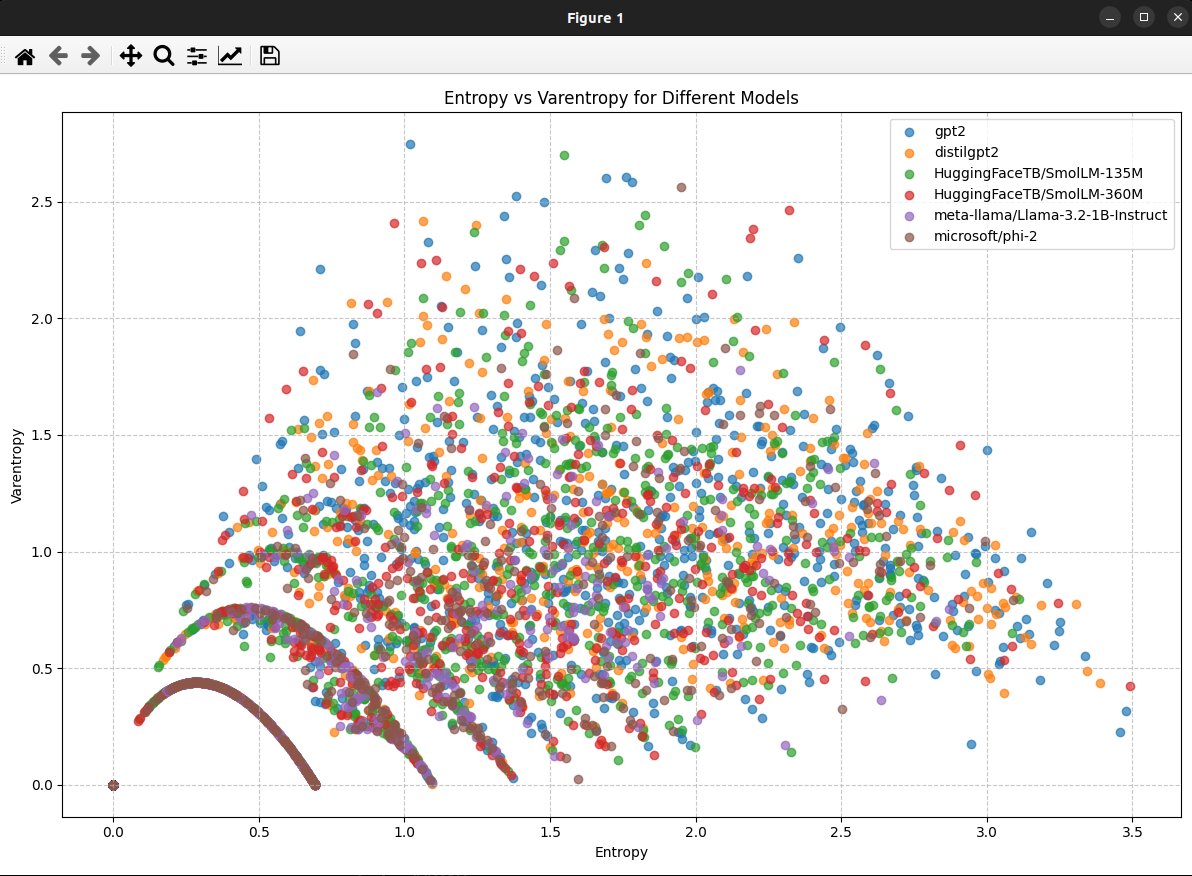 Figure 1
Entropy vs Varentropy for Different Models
gpt2
distilgpt2
HuggingFaceTB/SmolLM-135M
HuggingFaceTB/SmolLM-360M
meta-llama/Llama-3.2-1B-Instruct
microsoft/phi-2
Varentropy
2.5
2.0
1.5
1.0
0.5
0.0
0.0 0.5 1.0 1.5 2.0 2.5 3.0 3.5
Entropy